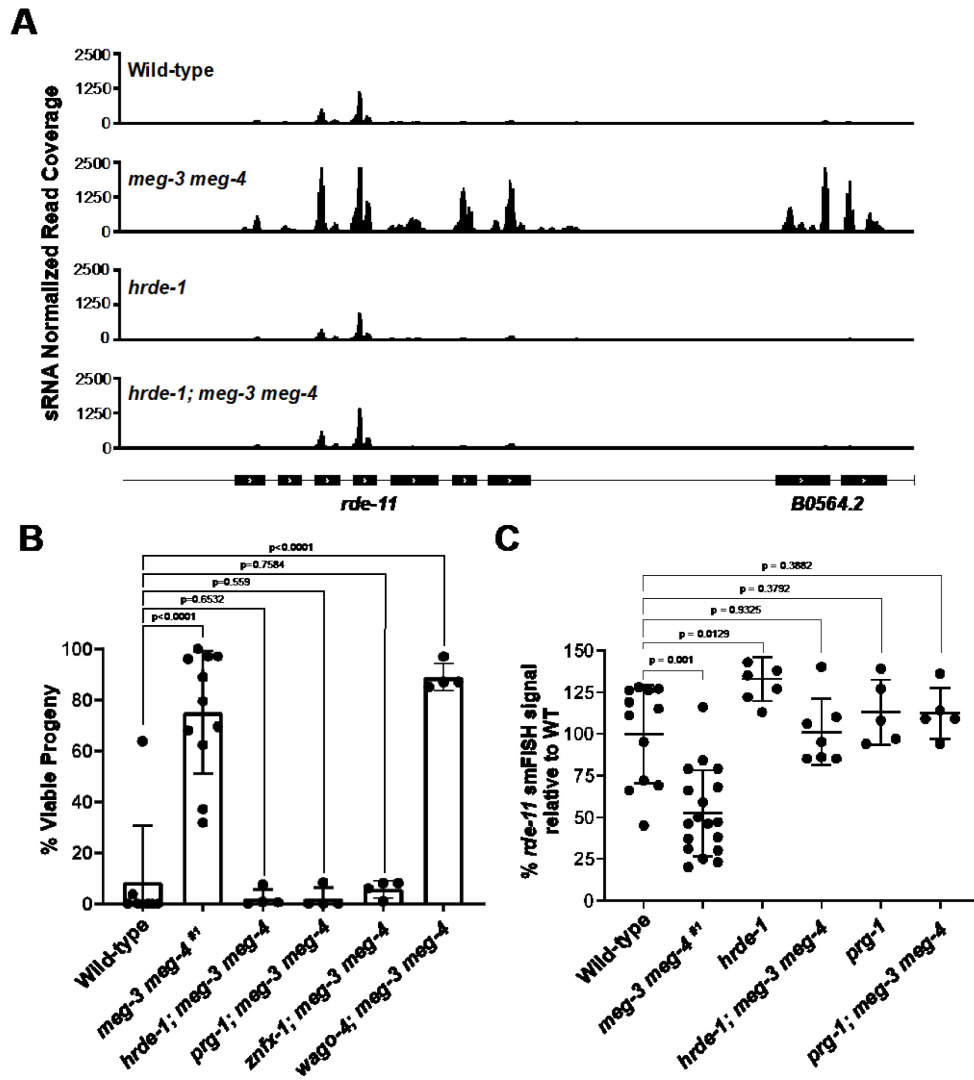 A
sRNA Normalized Read Coverage
2500
1250
0
Wild-type
2500
1250
0
meg-3 meg-4
2500
1250
0
hrde-1
2500
1250
0
hrde-1; meg-3 meg-4
rde-11
B0564.2
B
p<0.0001
p=0.7584
p=0.559
p=0.6532
p<0.0001
% Viable Progeny
100
80
60
40
20
0
Wild-type
meg-3 meg-4 #1
hrde-1; meg-3 meg-4
prg-1; meg-3 meg-4
znfx-1; meg-3 meg-4
wago-4; meg-3 meg-4
C
p = 0.3882
p = 0.3792
p = 0.9325
p = 0.0129
p = 0.001
% rde-11 smFISH signal
relative to WT
150
125
100
75
50
25
0
Wild-type
meg-3 meg-4 #1
hrde-1
hrde-1; meg-3 meg-4
prg-1
prg-1; meg-3 meg-4